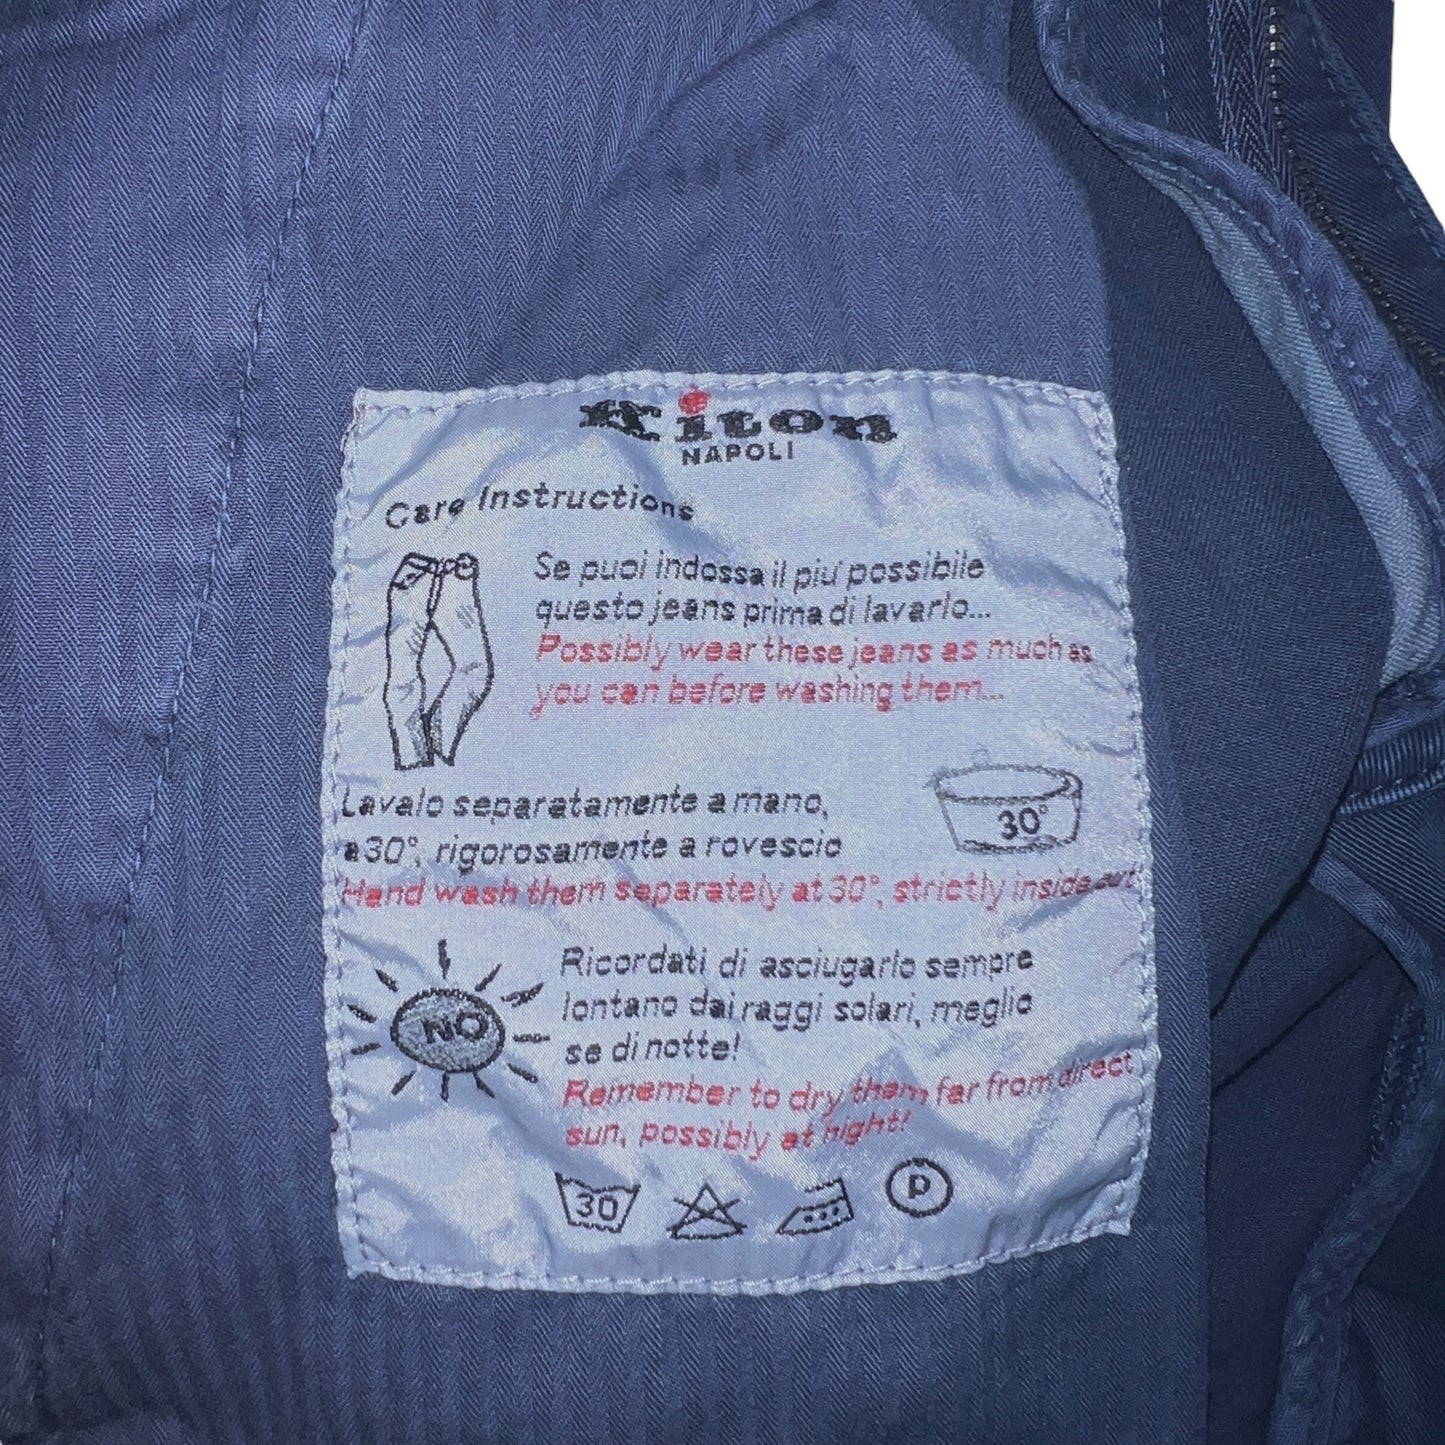 Kiton
NAPOLI
Care Instructions
Se puoi indossa il piu' possibile
questo jeans prima di lavarlo...
Possibly wear these jeans as much as
you can before washing them...
Lavalo separatamente a mano,
a 30°, rigorosamente a rovescio
30°
Hand wash them separately at 30°, strictly inside out
NO
Ricordati di asciugarlo sempre
lontano dai raggi solari, meglio
se di notte!
Remember to dry them far from direct
sun, possibly at night!
30
P